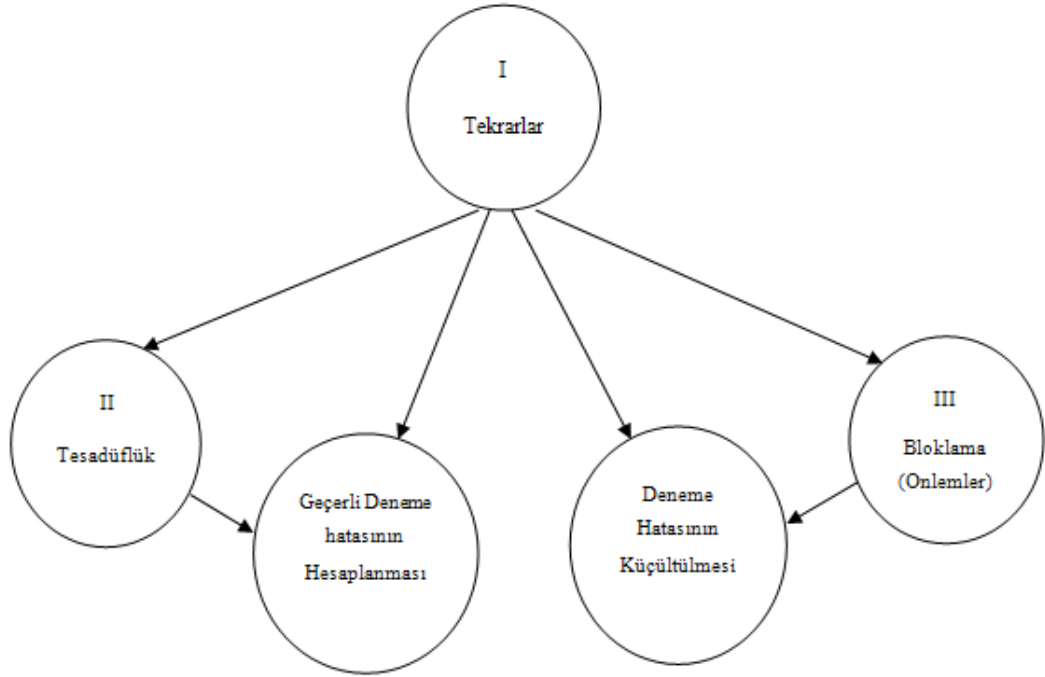 I
Tekrarlar
II
Tesadüflük
Geçerli Deneme
hatasının
Hesaplanması
Deneme
Hatasının
Küçültülmesi
III
Bloklama
(Onlemler)